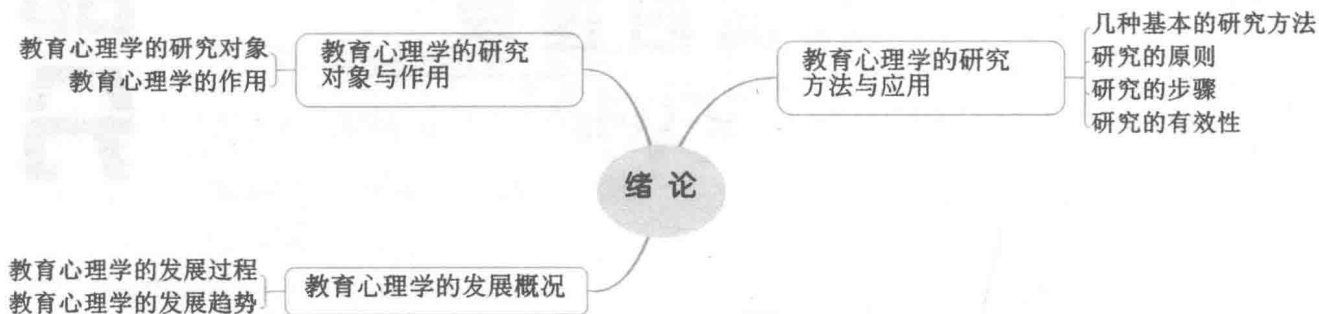 教育心理学的研究对象
教育心理学的作用
教育心理学的研究
对象与作用
教育心理学的研究
方法与应用
几种基本的研究方法
研究的原则
研究的步骤
研究的有效性
绪 论
教育心理学的发展过程
教育心理学的发展趋势
教育心理学的发展概况